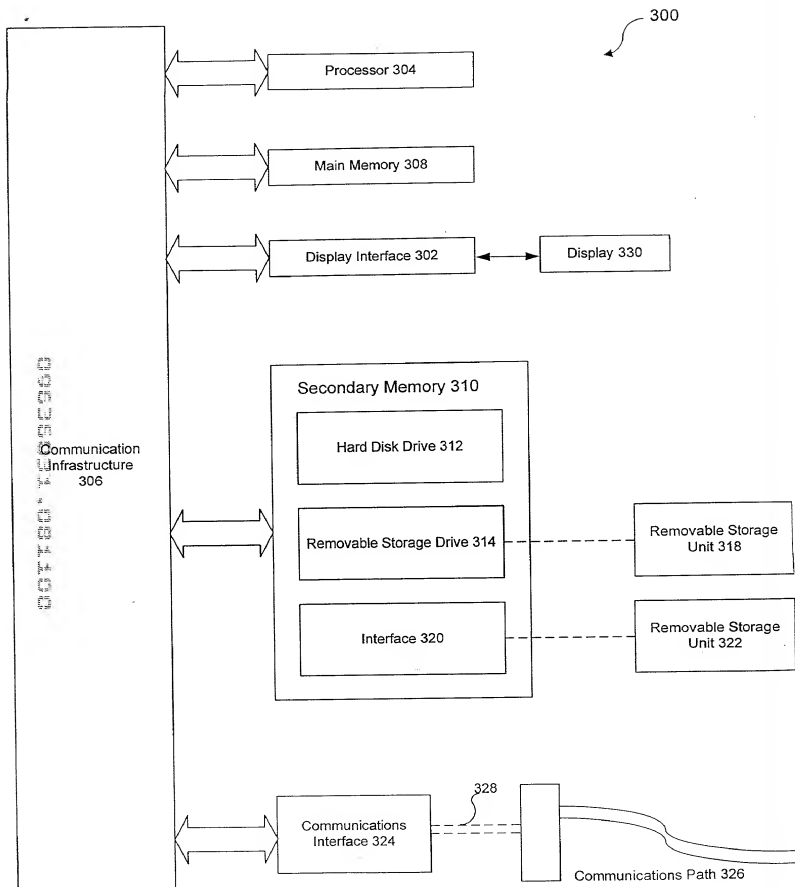 300
Processor 304
Main Memory 308
Display Interface 302
Display 330
Secondary Memory 310
Hard Disk Drive 312
Communication
Infrastructure
306
Removable Storage Drive 314
Removable Storage
Unit 318
Interface 320
Removable Storage
Unit 322
328
Communications
Interface 324
Communications Path 326